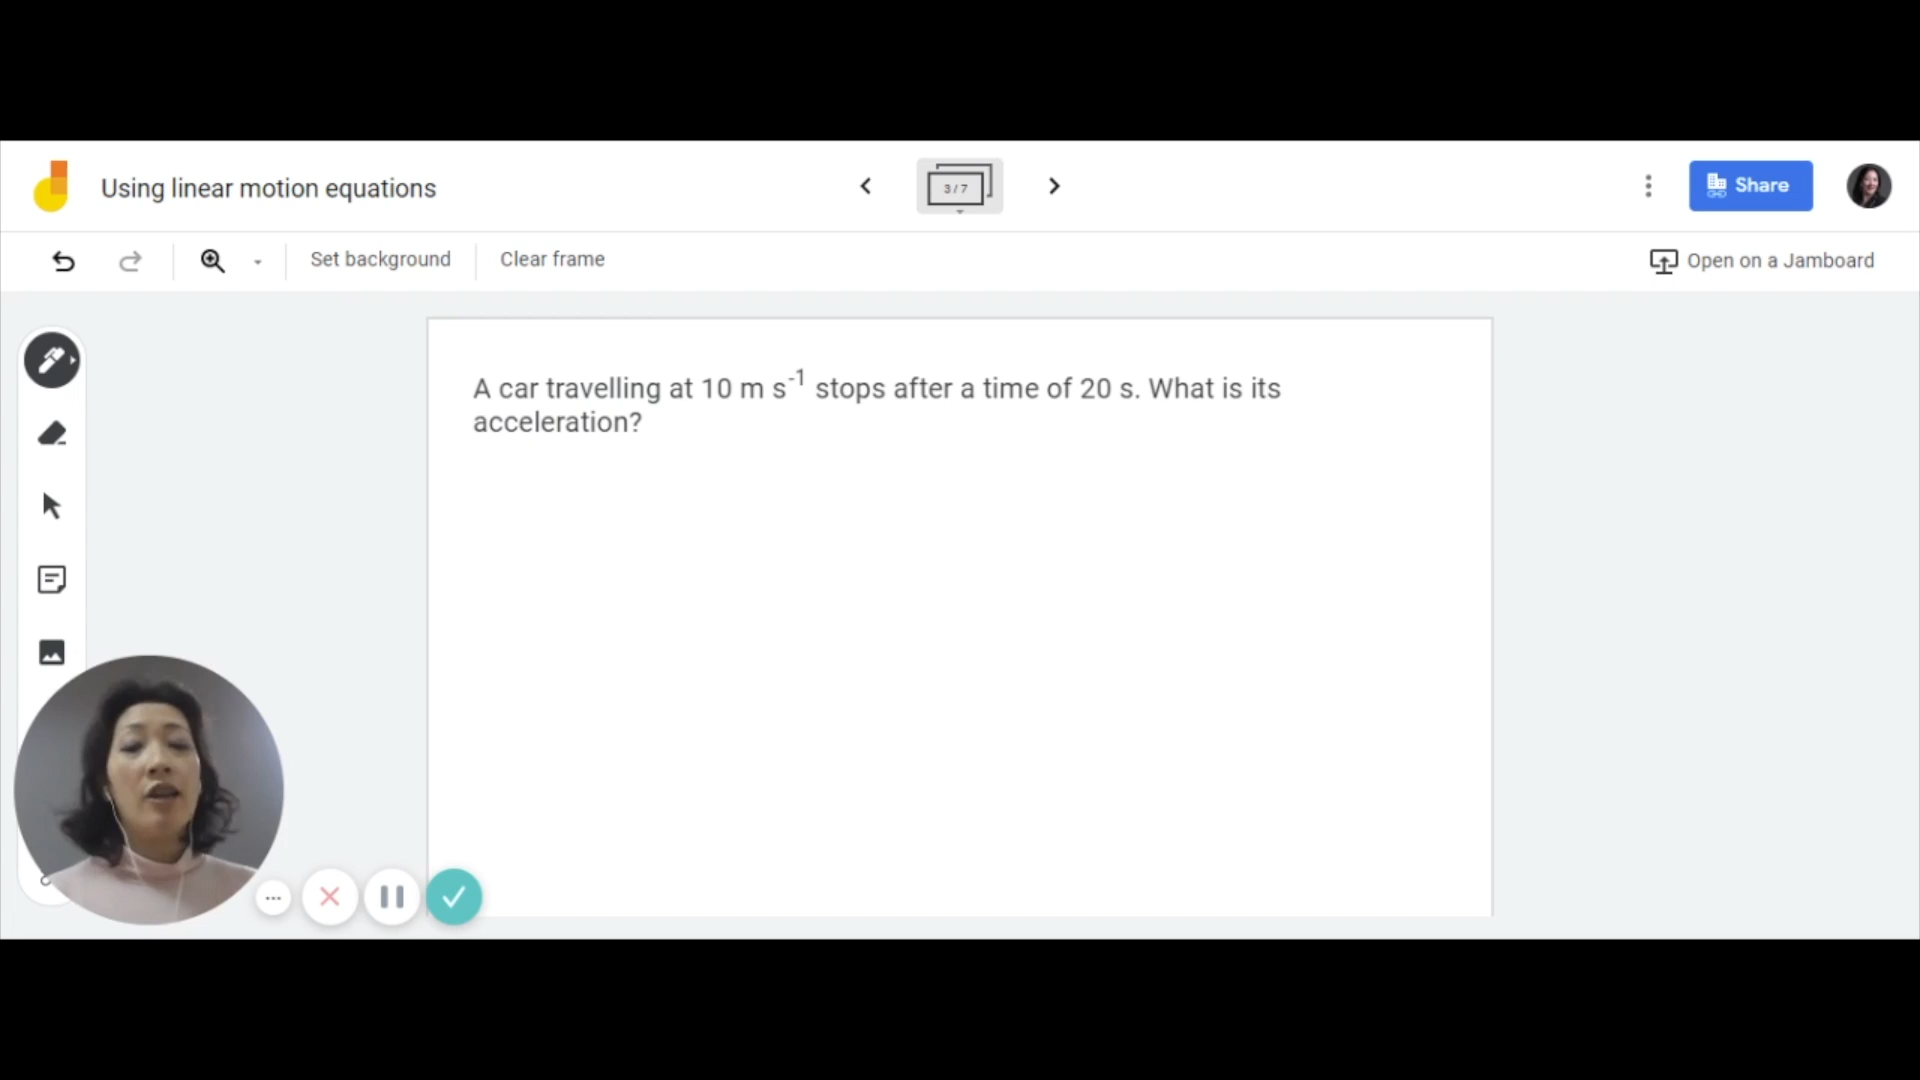 Using linear motion equations
3 / 7
Share
Set background
Clear frame
Open on a Jamboard
A car travelling at 10 m s⁻¹ stops after a time of 20 s. What is its
acceleration?